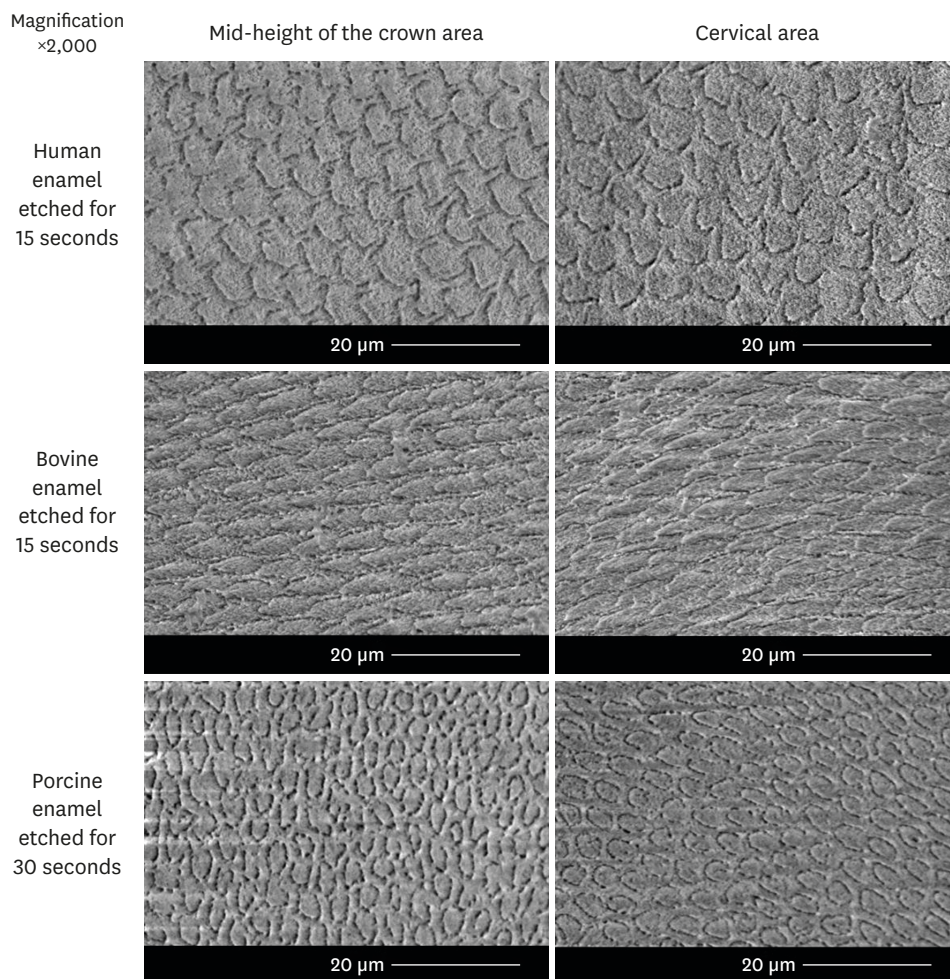 Magnification
×2,000
Mid-height of the crown area
Cervical area
Human
enamel
etched for
15 seconds
20 µm
20 µm
Bovine
enamel
etched for
15 seconds
20 µm
20 µm
Porcine
enamel
etched for
30 seconds
20 µm
20 µm